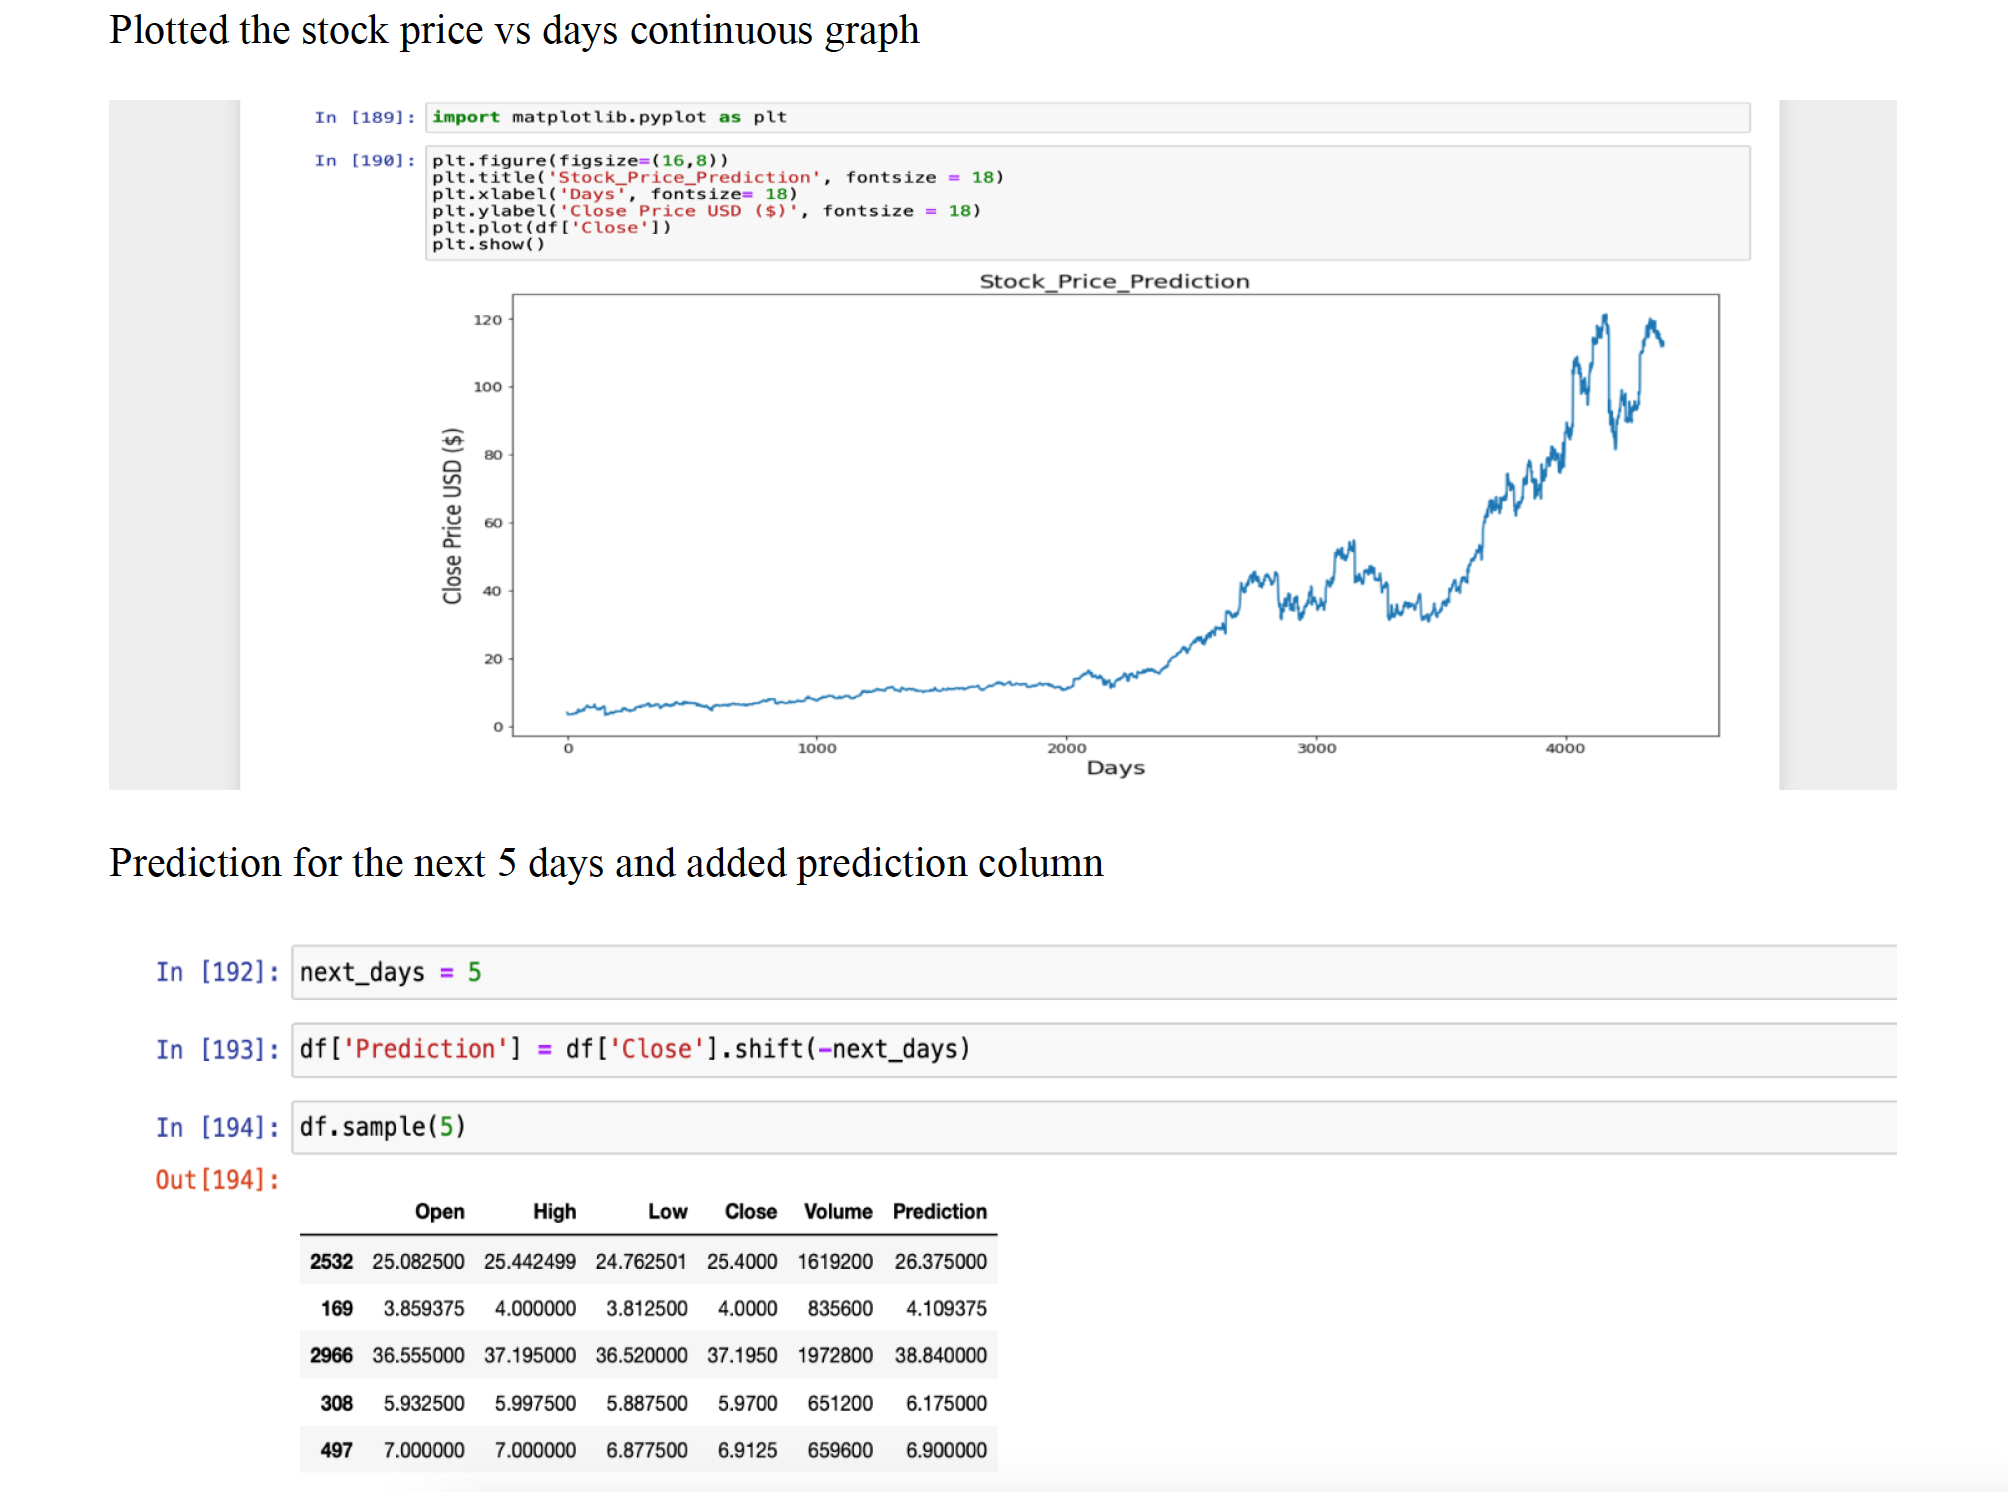 Plotted the stock price vs days continuous graph
In [189]: import matplotlib.pyplot as plt
In [190]: plt.figure(figsize=(16,8))
plt.title('Stock_Price_Prediction', fontsize = 18)
plt.xlabel('Days', fontsize= 18)
plt.ylabel('Close Price USD ($)', fontsize = 18)
plt.plot(df['Close'])
plt.show()
Stock_Price_Prediction
120
100
80
60
40
20
0
Close Price USD ($)
0 1000 2000 3000 4000
Days
Prediction for the next 5 days and added prediction column
In [192]: next_days = 5
In [193]: df['Prediction'] = df['Close'].shift(-next_days)
In [194]: df.sample(5)
Out[194]:
Open High Low Close Volume Prediction
2532 25.082500 25.442499 24.762501 25.4000 1619200 26.375000
169 3.859375 4.000000 3.812500 4.0000 835600 4.109375
2966 36.555000 37.195000 36.520000 37.1950 1972800 38.840000
308 5.932500 5.997500 5.887500 5.9700 651200 6.175000
497 7.000000 7.000000 6.877500 6.9125 659600 6.900000